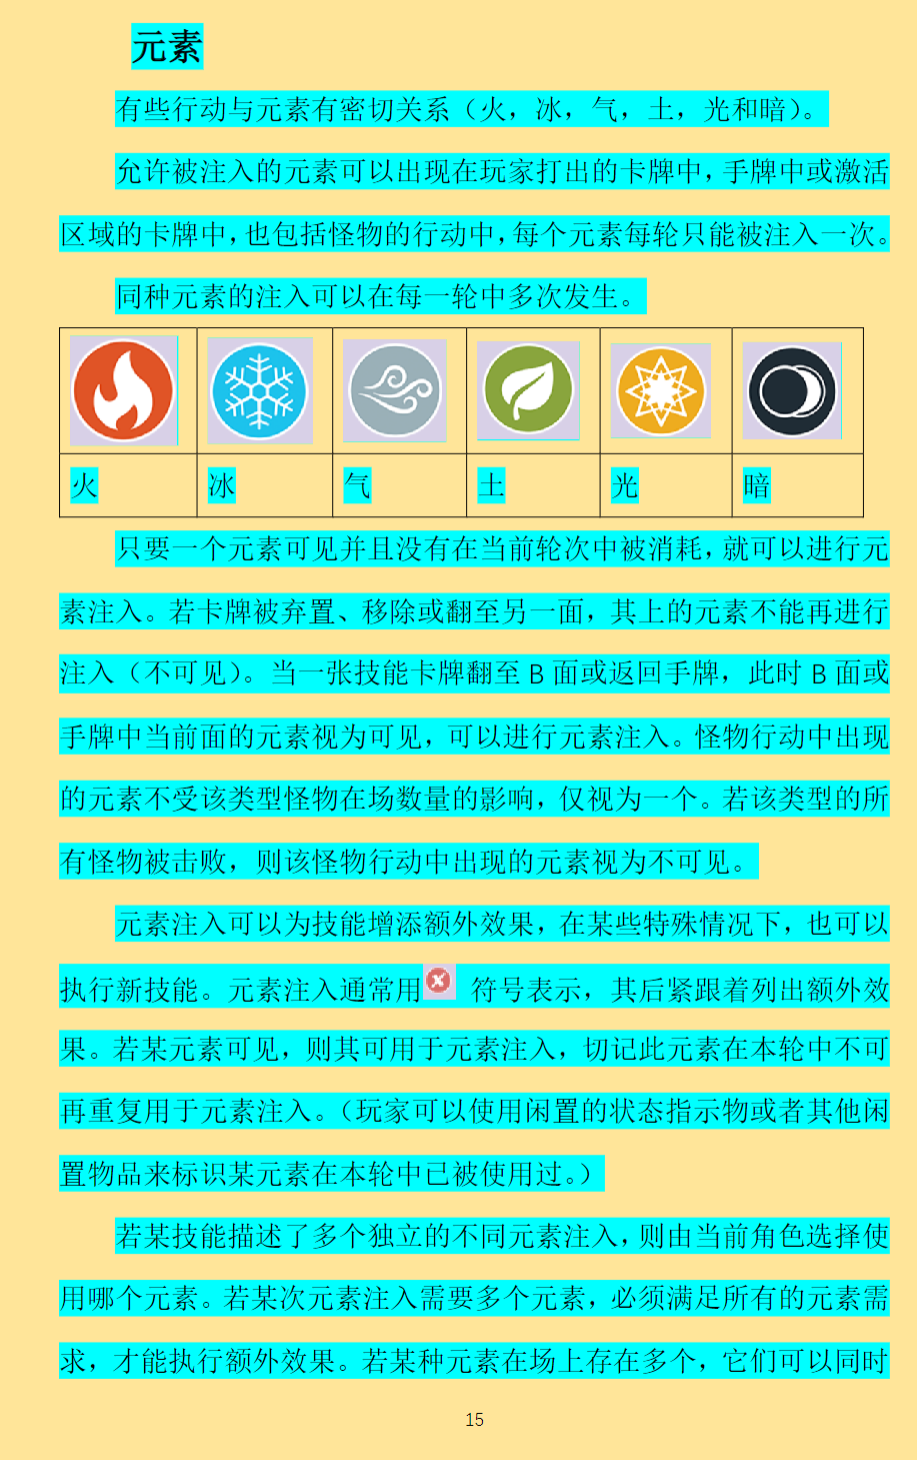 元素
有些行动与元素有密切关系（火，冰，气，土，光和暗）。
允许被注入的元素可以出现在玩家打出的卡牌中，手牌中或激活
区域的卡牌中，也包括怪物的行动中，每个元素每轮只能被注入一次。
同种元素的注入可以在每一轮中多次发生。
火 冰 气 土 光 暗
只要一个元素可见并且没有在当前轮次中被消耗，就可以进行元
素注入。若卡牌被弃置、移除或翻至另一面，其上的元素不能再进行
注入（不可见）。当一张技能卡牌翻至 B 面或返回手牌，此时 B 面或
手牌中当前面的元素视为可见，可以进行元素注入。怪物行动中出现
的元素不受该类型怪物在场数量的影响，仅视为一个。若该类型的所
有怪物被击败，则该怪物行动中出现的元素视为不可见。
元素注入可以为技能增添额外效果，在某些特殊情况下，也可以
执行新技能。元素注入通常用 符号表示，其后紧跟着列出额外效
果。若某元素可见，则其可用于元素注入，切记此元素在本轮中不可
再重复用于元素注入。（玩家可以使用闲置的状态指示物或者其他闲
置物品来标识某元素在本轮中已被使用过。）
若某技能描述了多个独立的不同元素注入，则由当前角色选择使
用哪个元素。若某次元素注入需要多个元素，必须满足所有的元素需
求，才能执行额外效果。若某种元素在场上存在多个，它们可以同时
15